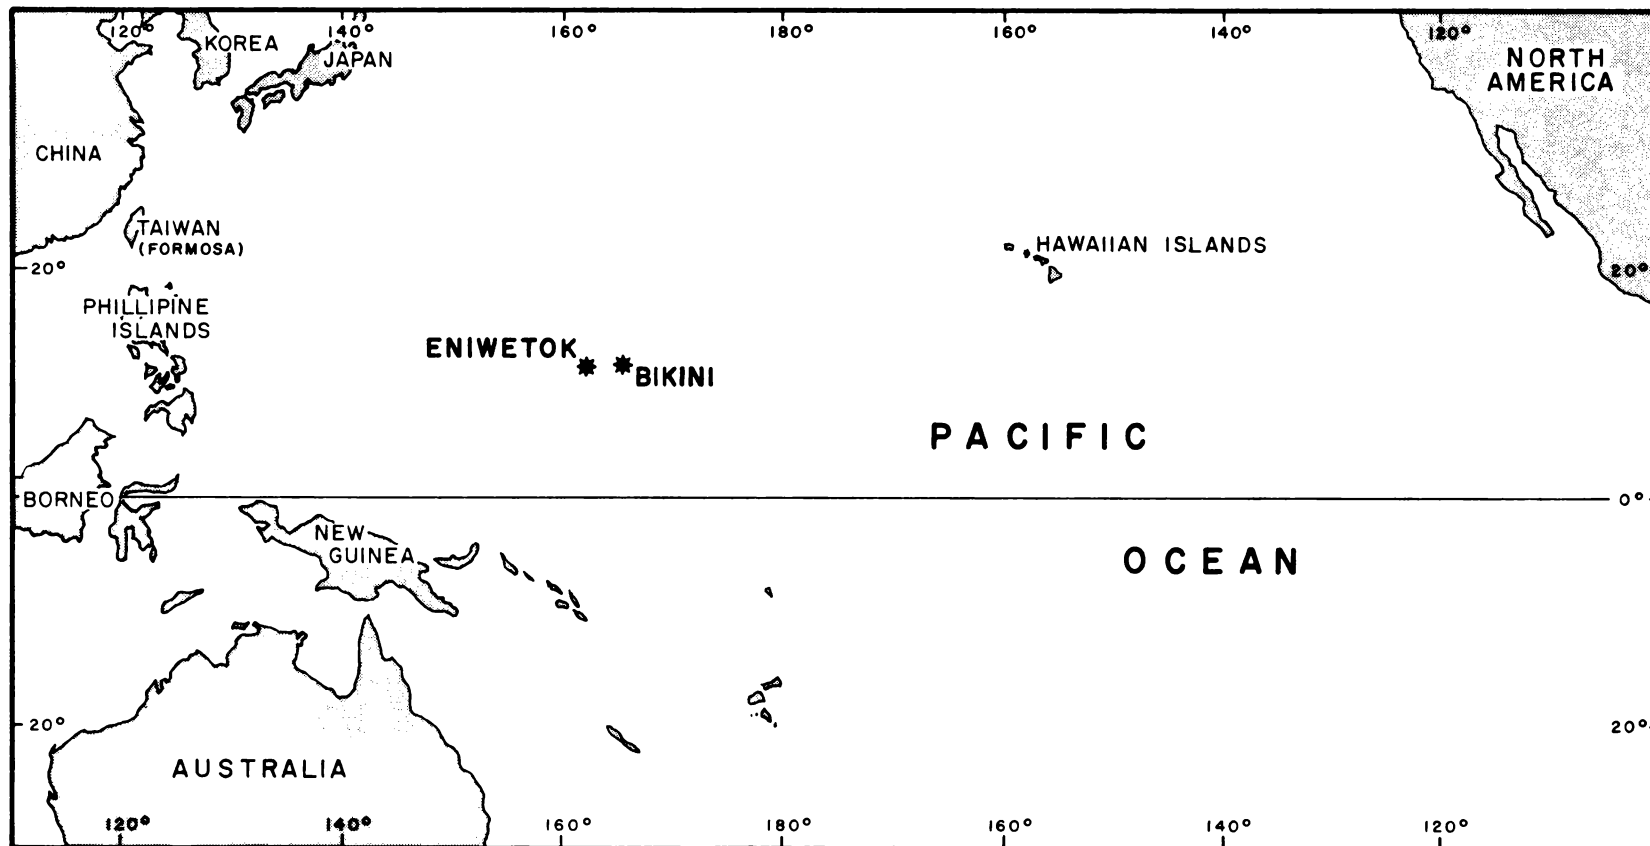 120° 140° 160° 180° 160° 140° 120°
KOREA
JAPAN
NORTH
AMERICA
CHINA
TAIWAN
(FORMOSA)
HAWAIIAN ISLANDS
20° 20°
PHILLIPINE
ISLANDS
ENIWETOK
BIKINI
PACIFIC
BORNEO
0°
NEW
GUINEA
OCEAN
20° 20°
AUSTRALIA
120° 140° 160° 180° 160° 140° 120°